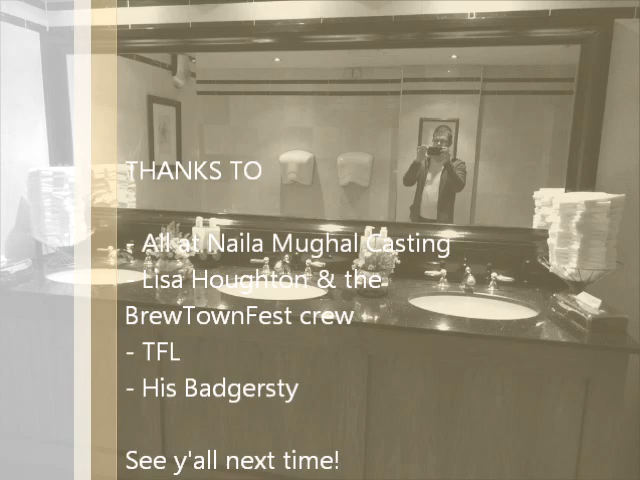 THANKS TO
- All at Naila Mughal Casting
- Lisa Houghton & the
BrewTownFest crew
- TFL
- His Badgersty
See y'all next time!